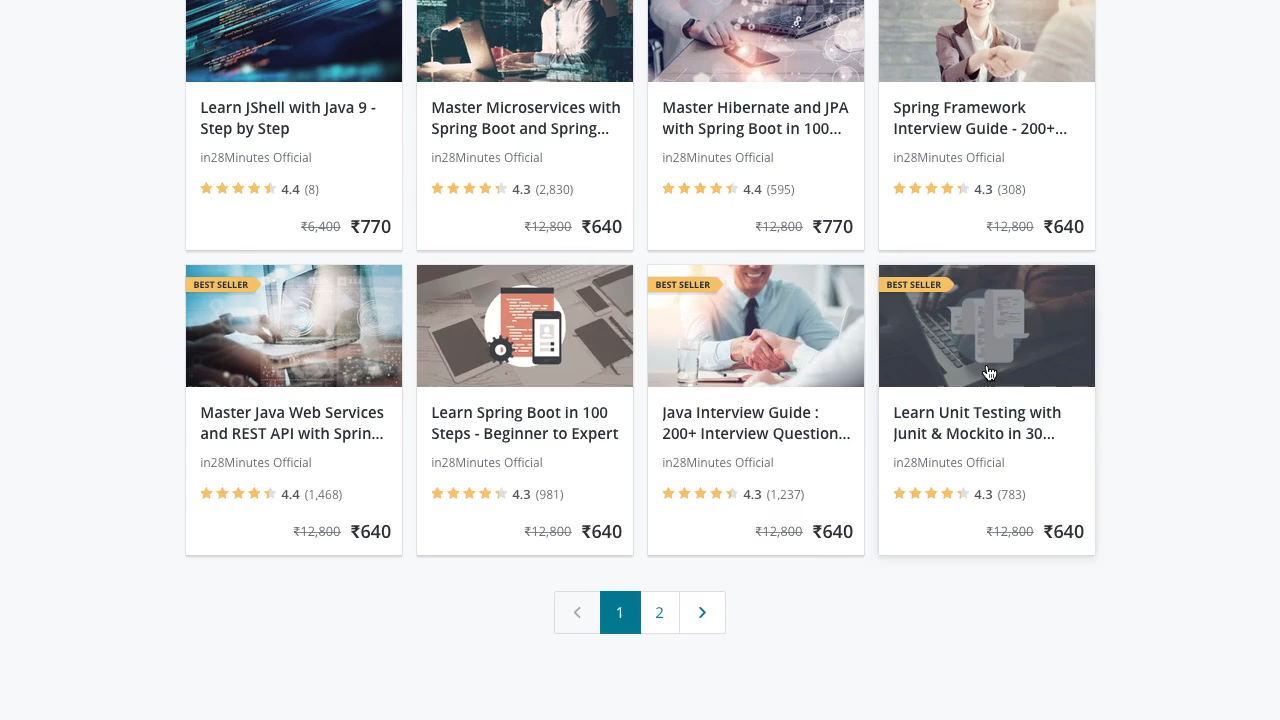 Learn JShell with Java 9 -
Step by Step
in28Minutes Official
4.4 (8)
₹6,400 ₹770
Master Microservices with
Spring Boot and Spring...
in28Minutes Official
4.3 (2,830)
₹12,800 ₹640
Master Hibernate and JPA
with Spring Boot in 100...
in28Minutes Official
4.4 (595)
₹12,800 ₹770
Spring Framework
Interview Guide - 200+...
in28Minutes Official
4.3 (308)
₹12,800 ₹640
BEST SELLER
Master Java Web Services
and REST API with Sprin...
in28Minutes Official
4.4 (1,468)
₹12,800 ₹640
Learn Spring Boot in 100
Steps - Beginner to Expert
in28Minutes Official
4.3 (981)
₹12,800 ₹640
BEST SELLER
Java Interview Guide :
200+ Interview Question...
in28Minutes Official
4.3 (1,237)
₹12,800 ₹640
BEST SELLER
Learn Unit Testing with
Junit & Mockito in 30...
in28Minutes Official
4.3 (783)
₹12,800 ₹640
1 2